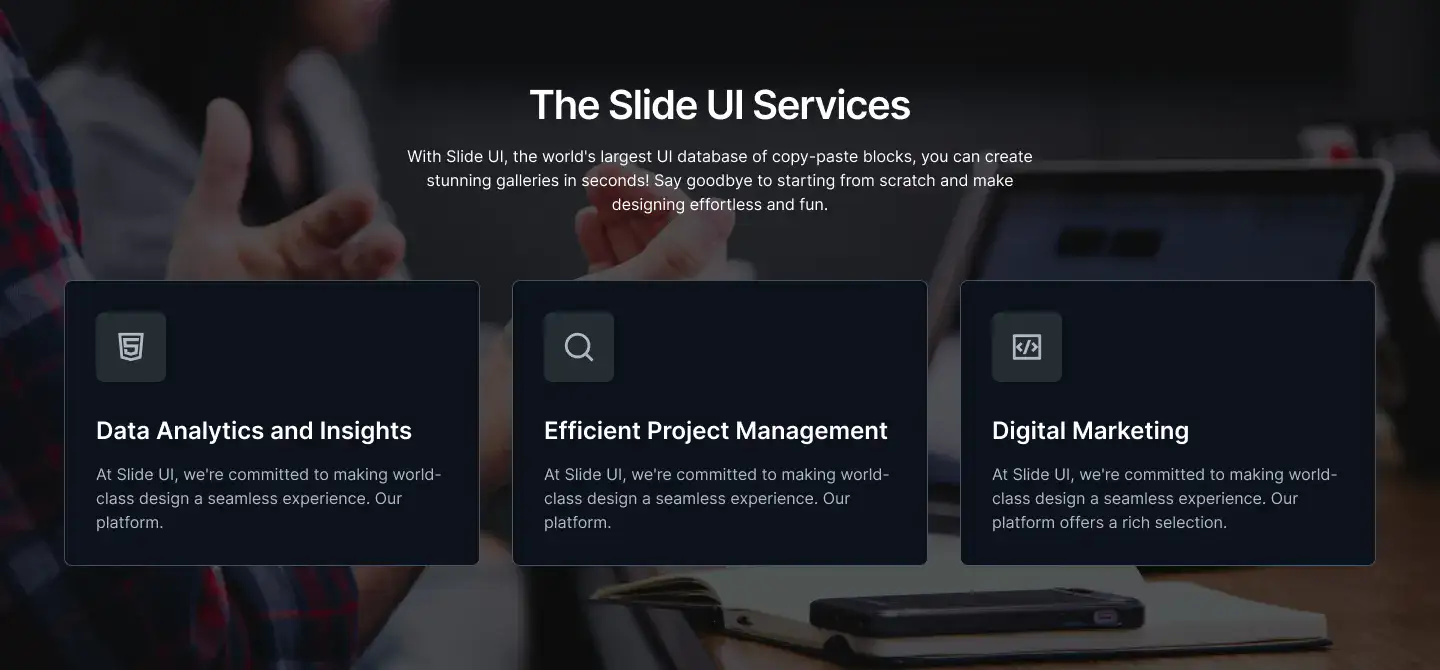 The Slide UI Services
With Slide UI, the world's largest UI database of copy-paste blocks, you can create
stunning galleries in seconds! Say goodbye to starting from scratch and make
designing effortless and fun.
Data Analytics and Insights
At Slide UI, we're committed to making world-
class design a seamless experience. Our
platform.
Efficient Project Management
At Slide UI, we're committed to making world-
class design a seamless experience. Our
platform.
Digital Marketing
At Slide UI, we're committed to making world-
class design a seamless experience. Our
platform offers a rich selection.